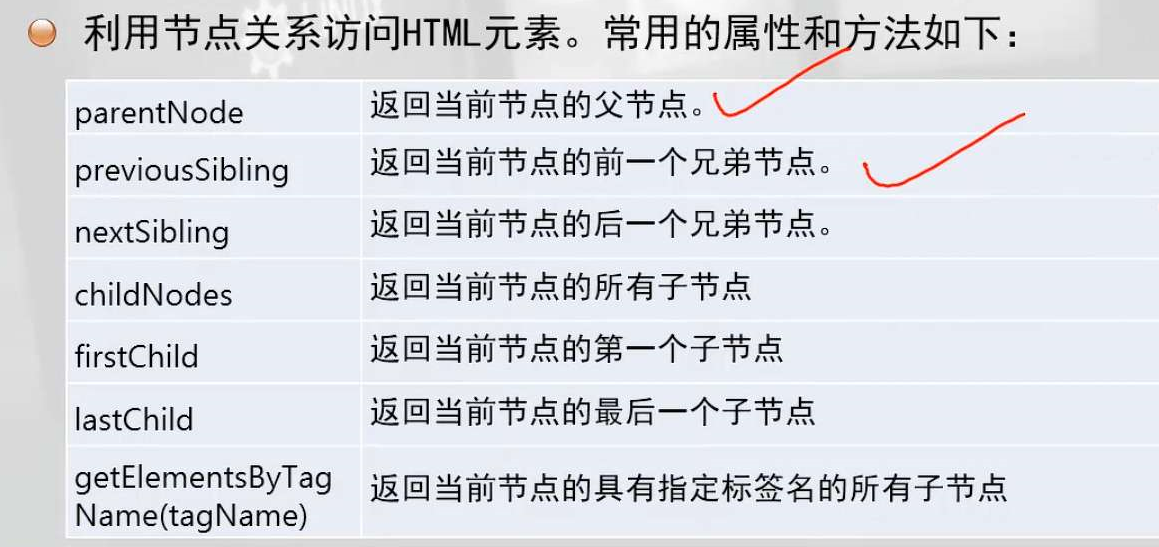 利用节点关系访问HTML元素。常用的属性和方法如下：
parentNode
返回当前节点的父节点。
previousSibling
返回当前节点的前一个兄弟节点。
nextSibling
返回当前节点的后一个兄弟节点。
childNodes
返回当前节点的所有子节点
firstChild
返回当前节点的第一个子节点
lastChild
返回当前节点的最后一个子节点
getElementsByTag
Name(tagName)
返回当前节点的具有指定标签名的所有子节点